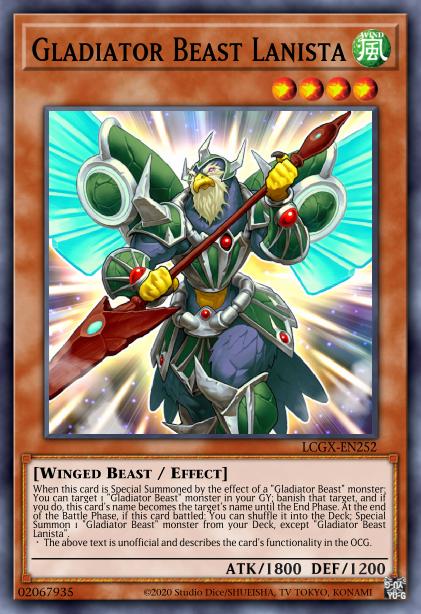 GLADIATOR BEAST LANISTA
WIND
風
LCGX-EN252
[WINGED BEAST / EFFECT]
When this card is Special Summoned by the effect of a "Gladiator Beast" monster:
You can target 1 "Gladiator Beast" monster in your GY; banish that target, and if
you do, this card's name becomes the target's name until the End Phase. At the end
of the Battle Phase, if this card battled: You can shuffle it into the Deck; Special
Summon 1 "Gladiator Beast" monster from your Deck, except "Gladiator Beast
Lanista".
· The above text is unofficial and describes the card's functionality in the OCG.
ATK/1800 DEF/1200
02067935
©2020 Studio Dice/SHUEISHA, TV TOKYO, KONAMI